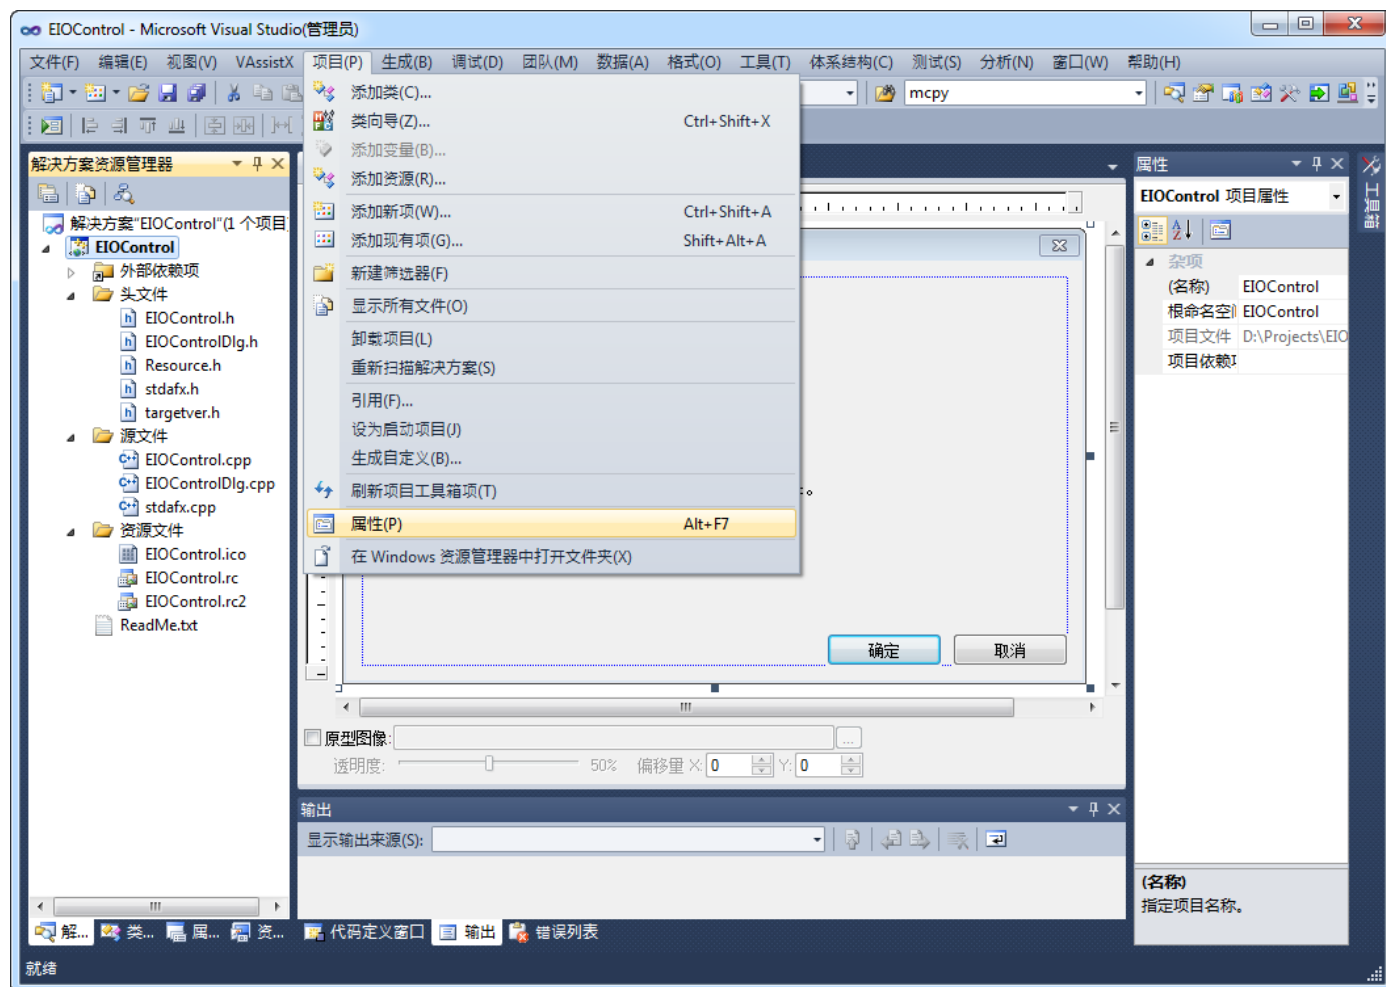 EIOControl - Microsoft Visual Studio(管理员)
文件(F) 编辑(E) 视图(V) VAssistX 项目(P) 生成(B) 调试(D) 团队(M) 数据(A) 格式(O) 工具(T) 体系结构(C) 测试(S) 分析(N) 窗口(W) 帮助(H)
mcpy
添加类(C)...
类向导(Z)... Ctrl+Shift+X
添加变量(B)...
添加资源(R)...
添加新项(W)... Ctrl+Shift+A
添加现有项(G)... Shift+Alt+A
新建筛选器(F)
显示所有文件(O)
卸载项目(L)
重新扫描解决方案(S)
引用(F)...
设为启动项目(J)
生成自定义(B)...
刷新项目工具箱项(T)
属性(P) Alt+F7
在 Windows 资源管理器中打开文件夹(X)
解决方案资源管理器
解决方案"EIOControl"(1 个项目
EIOControl
外部依赖项
头文件
EIOControl.h
EIOControlDlg.h
Resource.h
stdafx.h
targetver.h
源文件
EIOControl.cpp
EIOControlDlg.cpp
stdafx.cpp
资源文件
EIOControl.ico
EIOControl.rc
EIOControl.rc2
ReadMe.txt
解... 类... 属... 资...
确定 取消
原型图像:
...
透明度: 50% 偏移量 X: 0 Y: 0
输出
显示输出来源(S):
代码定义窗口 输出 错误列表
属性
EIOControl 项目属性
杂项
(名称) EIOControl
根命名空间 EIOControl
项目文件 D:\Projects\EIO
项目依赖项
(名称)
指定项目名称。
工具箱
就绪